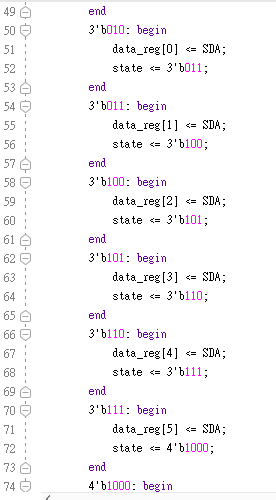 49 end
50 3'b010: begin
51 data_reg[0] <= SDA;
52 state <= 3'b011;
53 end
54 3'b011: begin
55 data_reg[1] <= SDA;
56 state <= 3'b100;
57 end
58 3'b100: begin
59 data_reg[2] <= SDA;
60 state <= 3'b101;
61 end
62 3'b101: begin
63 data_reg[3] <= SDA;
64 state <= 3'b110;
65 end
66 3'b110: begin
67 data_reg[4] <= SDA;
68 state <= 3'b111;
69 end
70 3'b111: begin
71 data_reg[5] <= SDA;
72 state <= 4'b1000;
73 end
74 4'b1000: begin